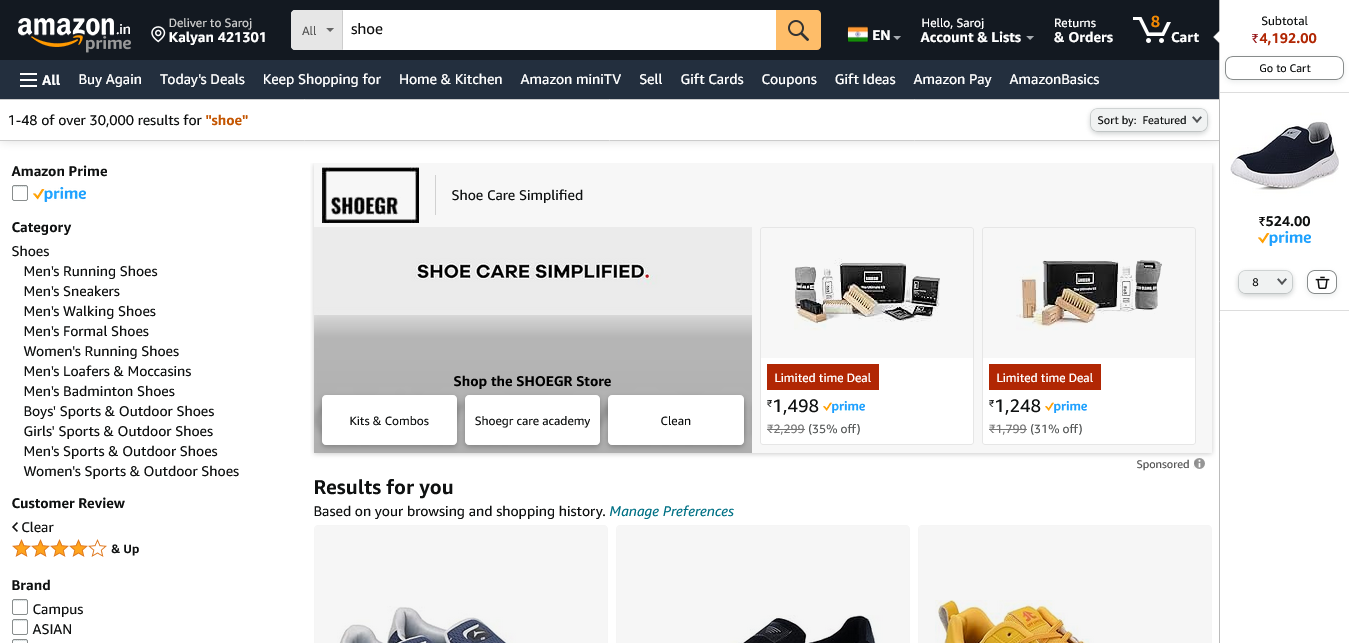 amazon.in
prime
Deliver to Saroj
Kalyan 421301
All
shoe
EN
Hello, Saroj
Account & Lists
Returns
& Orders
8
Cart
Subtotal
₹4,192.00
Go to Cart
All
Buy Again
Today's Deals
Keep Shopping for
Home & Kitchen
Amazon miniTV
Sell
Gift Cards
Coupons
Gift Ideas
Amazon Pay
AmazonBasics
1-48 of over 30,000 results for "shoe"
Sort by: Featured
Amazon Prime
prime
Category
Shoes
Men's Running Shoes
Men's Sneakers
Men's Walking Shoes
Men's Formal Shoes
Women's Running Shoes
Men's Loafers & Moccasins
Men's Badminton Shoes
Boys' Sports & Outdoor Shoes
Girls' Sports & Outdoor Shoes
Men's Sports & Outdoor Shoes
Women's Sports & Outdoor Shoes
Customer Review
Clear
& Up
Brand
Campus
ASIAN
SHOEGR
Shoe Care Simplified
SHOE CARE SIMPLIFIED.
Shop the SHOEGR Store
Kits & Combos
Shoegr care academy
Clean
Limited time Deal
₹1,498 prime
₹2,299 (35% off)
Limited time Deal
₹1,248 prime
₹1,799 (31% off)
Sponsored
Results for you
Based on your browsing and shopping history. Manage Preferences
₹524.00
prime
8